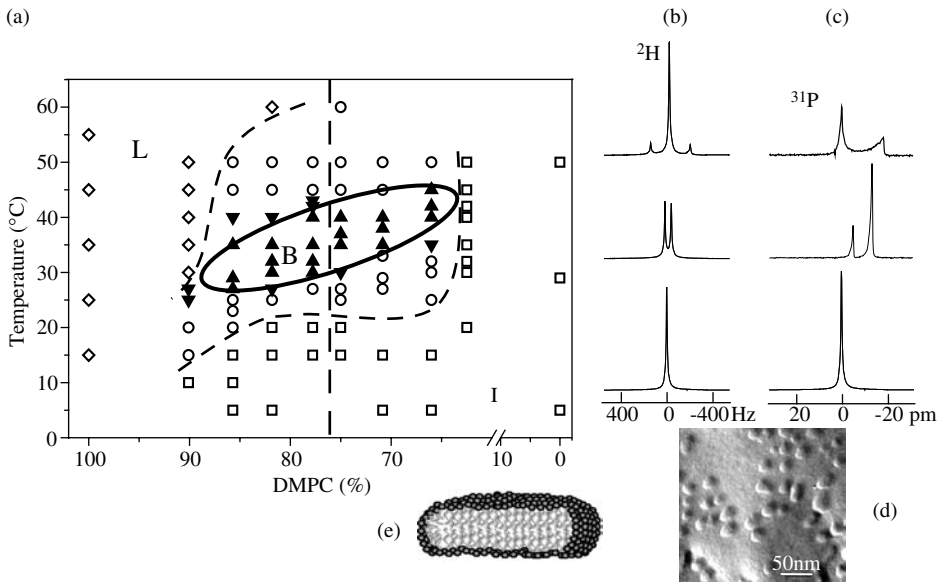 (a)
(b)
(c)
²H
³¹P
L
B
I
Temperature (°C)
60
50
40
30
20
10
0
100 90 80 70 10 0
DMPC (%)
400 0 -400 Hz
20 0 -20 pm
(d)
50nm
(e)